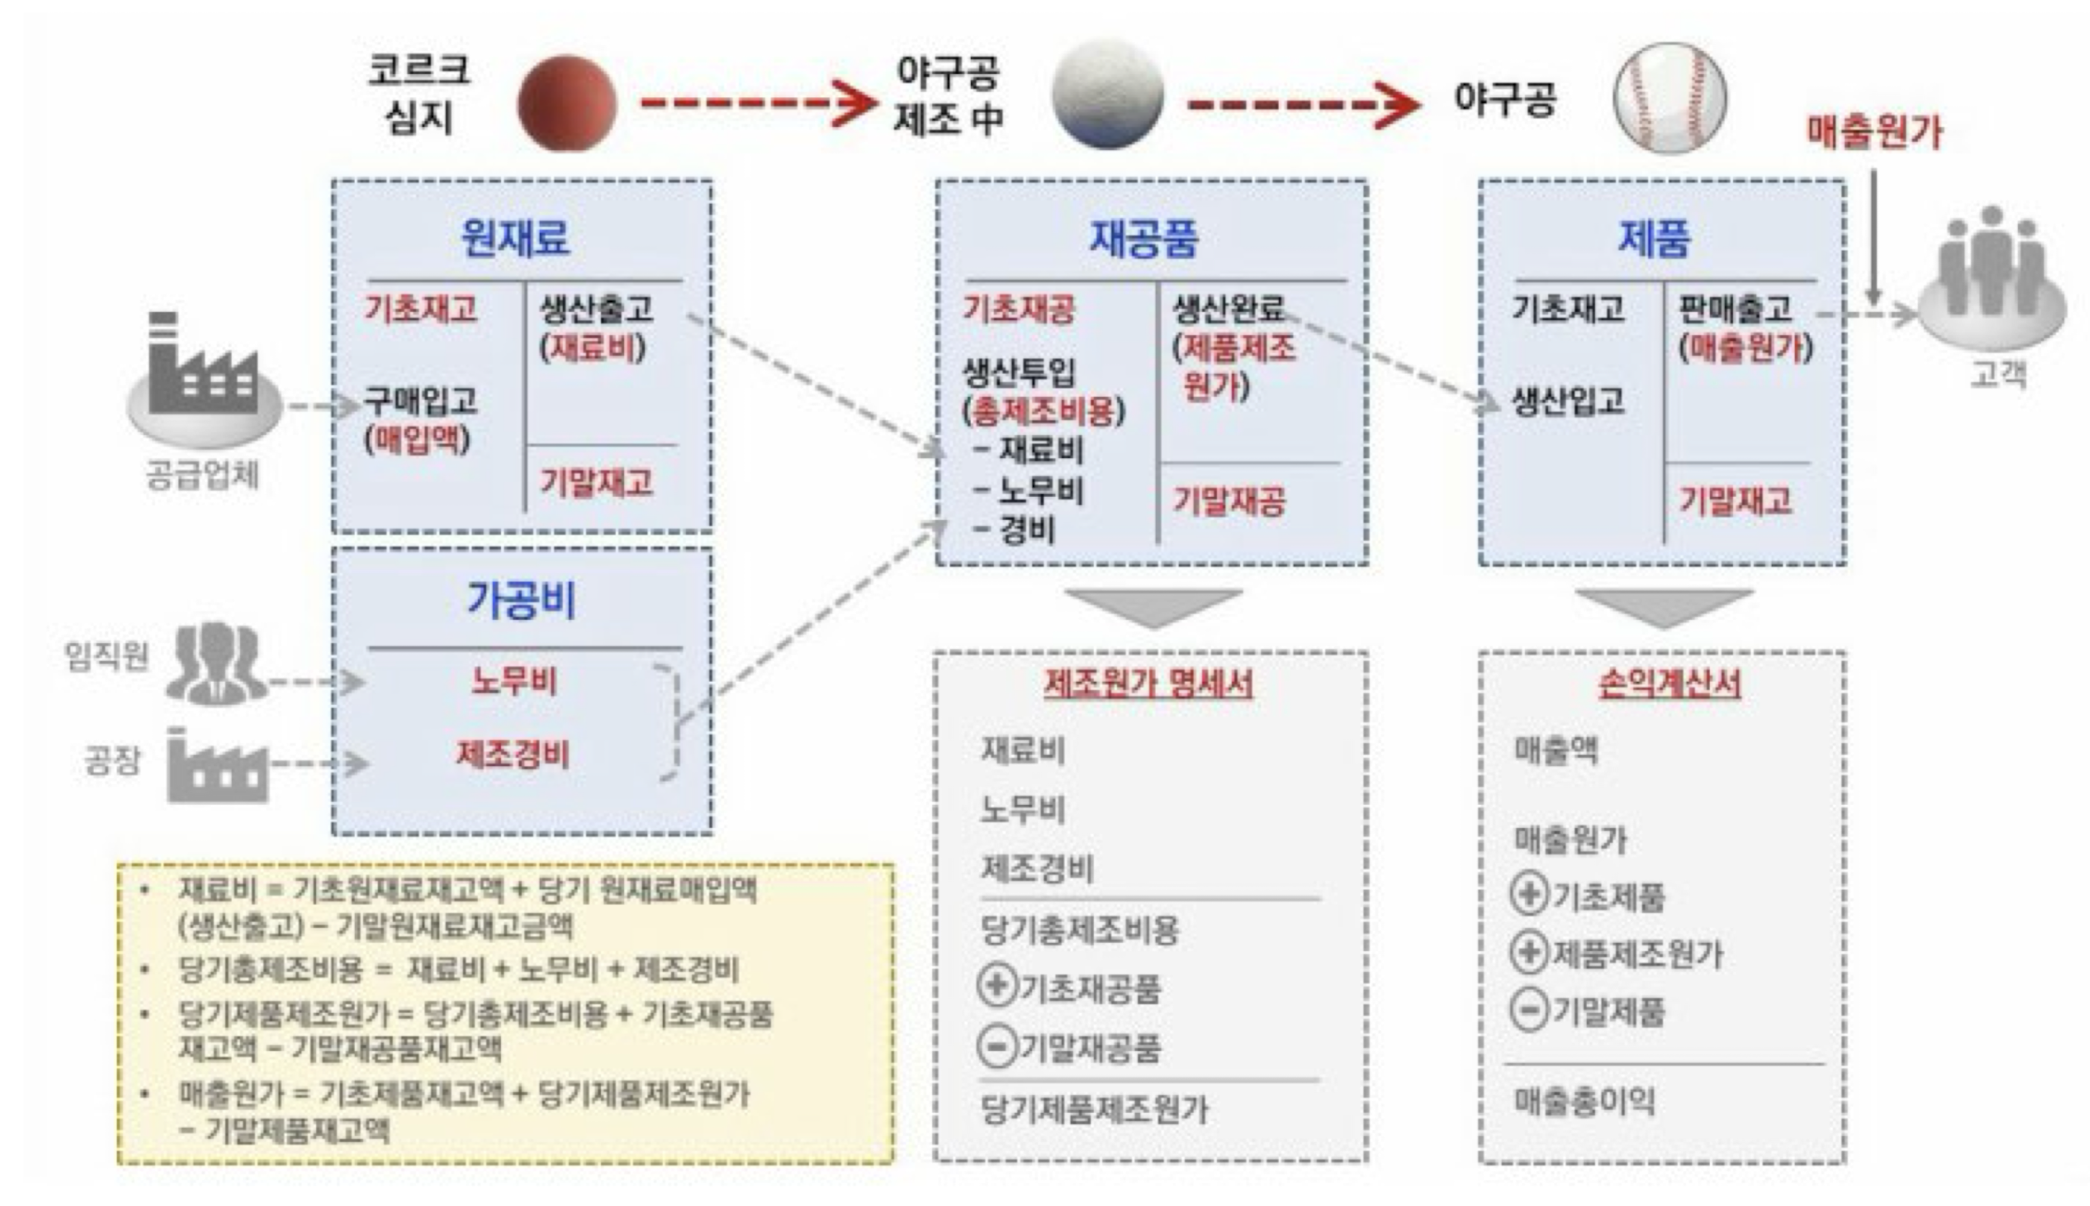 코르크
심지
야구공
제조 中
야구공
매출원가
원재료
기초재고
구매입고
(매입액)
생산출고
(재료비)
기말재고
공급업체
가공비
노무비
제조경비
임직원
공장
재공품
기초재공
생산투입
(총제조비용)
- 재료비
- 노무비
- 경비
생산완료
(제품제조
원가)
기말재공
제품
기초재고
생산입고
판매출고
(매출원가)
기말재고
고객
• 재료비 = 기초원재료재고액 + 당기 원재료매입액
(생산출고) – 기말원재료재고금액
• 당기총제조비용 = 재료비 + 노무비 + 제조경비
• 당기제품제조원가 = 당기총제조비용 + 기초재공품
재고액 – 기말재공품재고액
• 매출원가 = 기초제품재고액 + 당기제품제조원가
– 기말제품재고액
제조원가 명세서
재료비
노무비
제조경비
당기총제조비용
⊕기초재공품
⊖기말재공품
당기제품제조원가
손익계산서
매출액
매출원가
⊕기초제품
⊕제품제조원가
⊖기말제품
매출총이익